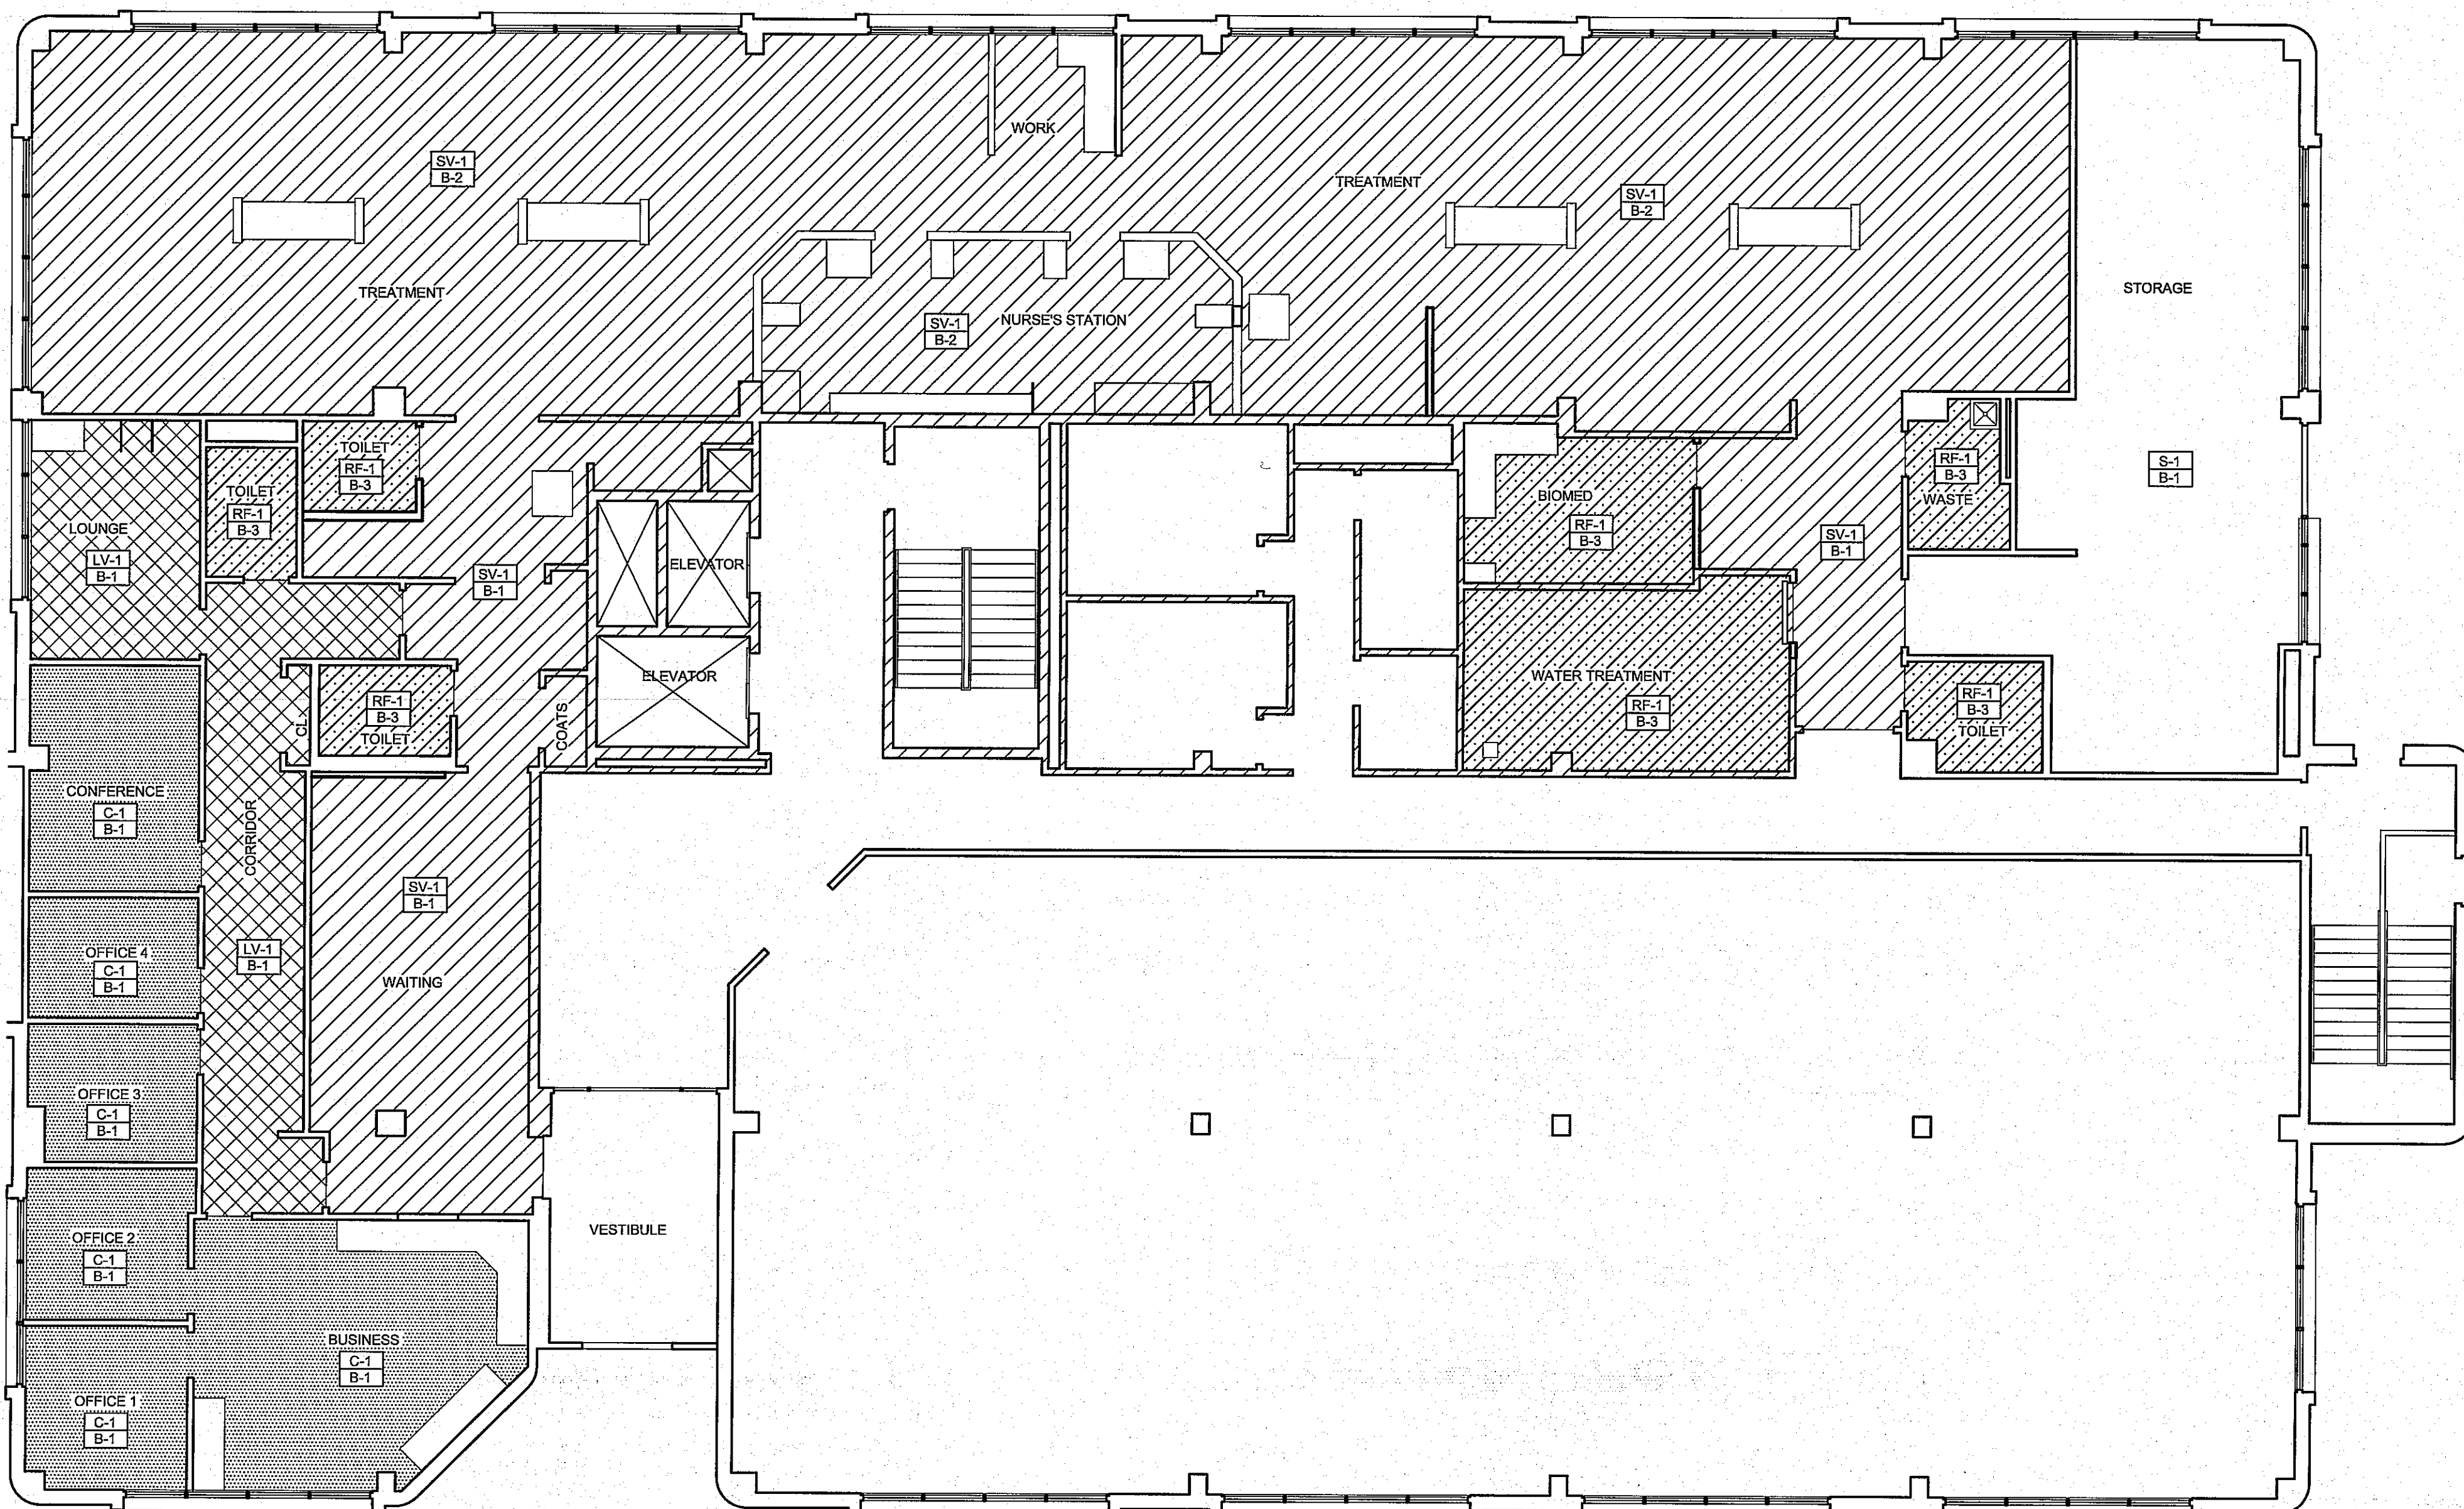 WORK
SV-1
B-2
TREATMENT
SV-1
B-2
TREATMENT
SV-1
B-2
NURSE'S STATION
STORAGE
TOILET
RF-1
B-3
TOILET
RF-1
B-3
LOUNGE
LV-1
B-1
SV-1
B-1
ELEVATOR
ELEVATOR
BIOMED
RF-1
B-3
SV-1
B-1
RF-1
B-3
WASTE
S-1
B-1
WATER TREATMENT
RF-1
B-3
RF-1
B-3
TOILET
RF-1
B-3
TOILET
CL.
COATS
CONFERENCE
C-1
B-1
CORRIDOR
SV-1
B-1
OFFICE 4
C-1
B-1
LV-1
B-1
WAITING
OFFICE 3
C-1
B-1
OFFICE 2
C-1
B-1
VESTIBULE
BUSINESS
C-1
B-1
OFFICE 1
C-1
B-1